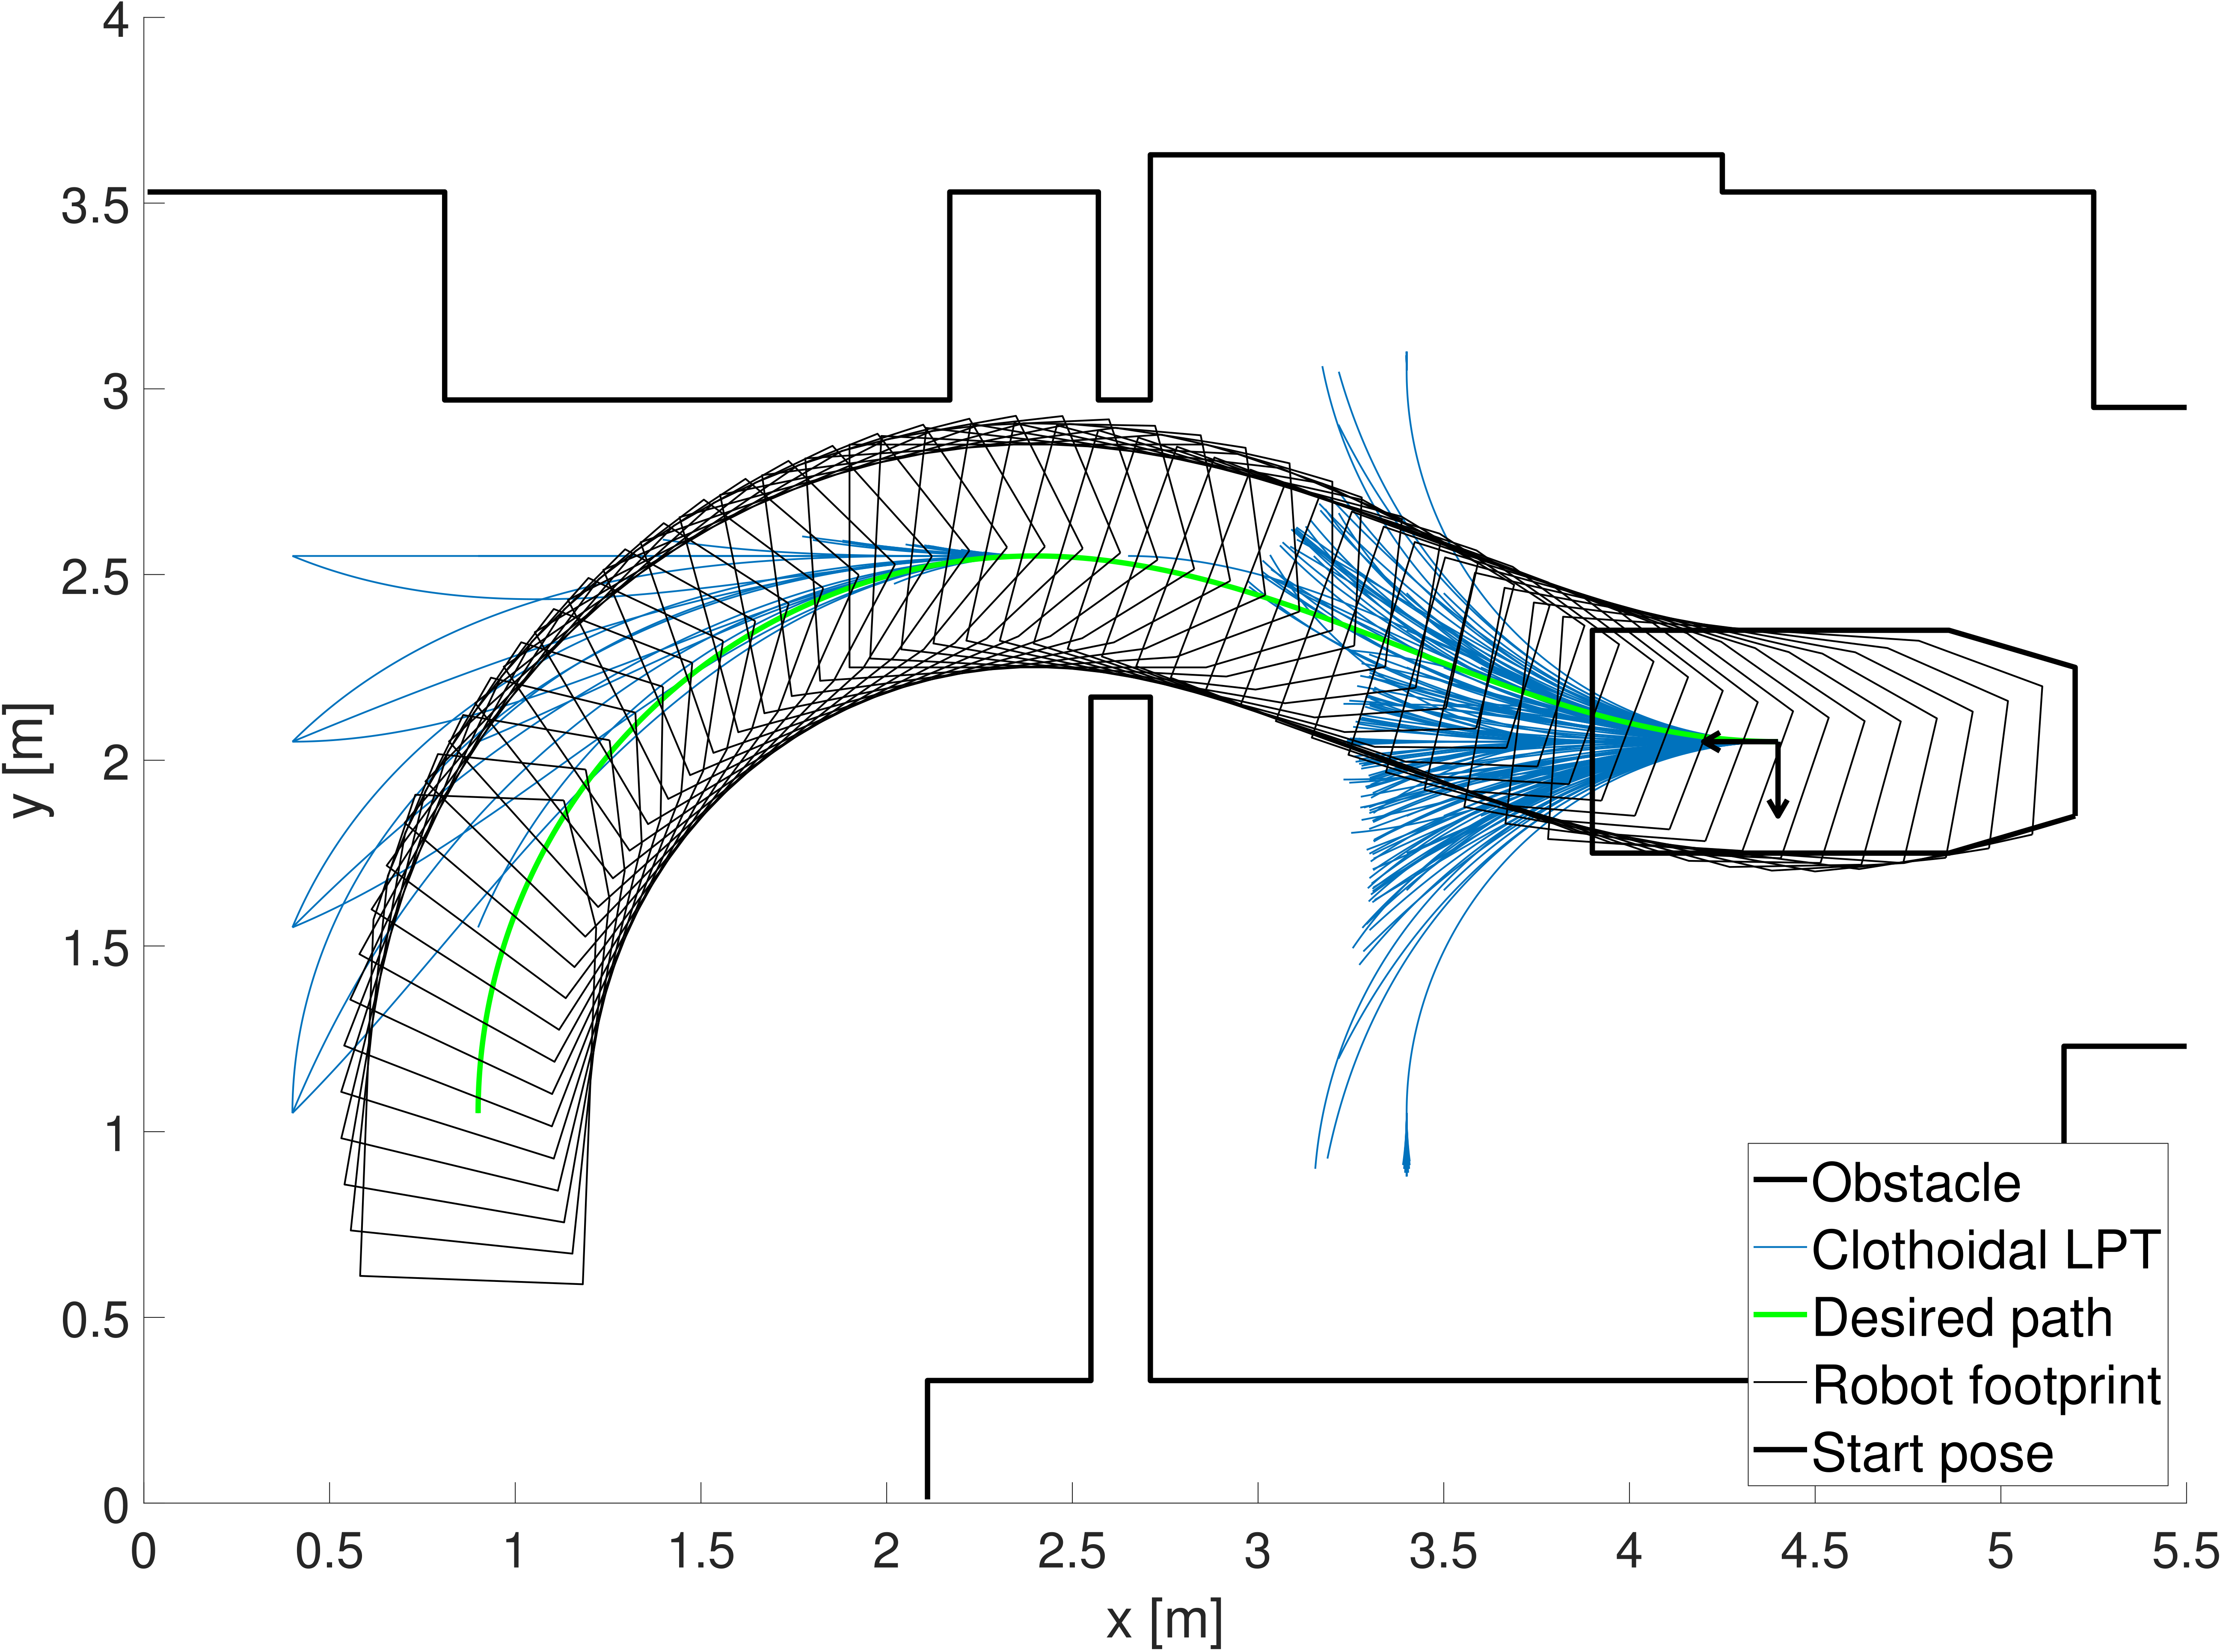 4
3.5
3
2.5
2
1.5
1
0.5
0
y [m]
0 0.5 1 1.5 2 2.5 3 3.5 4 4.5 5 5.5
x [m]
Obstacle
Clothoidal LPT
Desired path
Robot footprint
Start pose